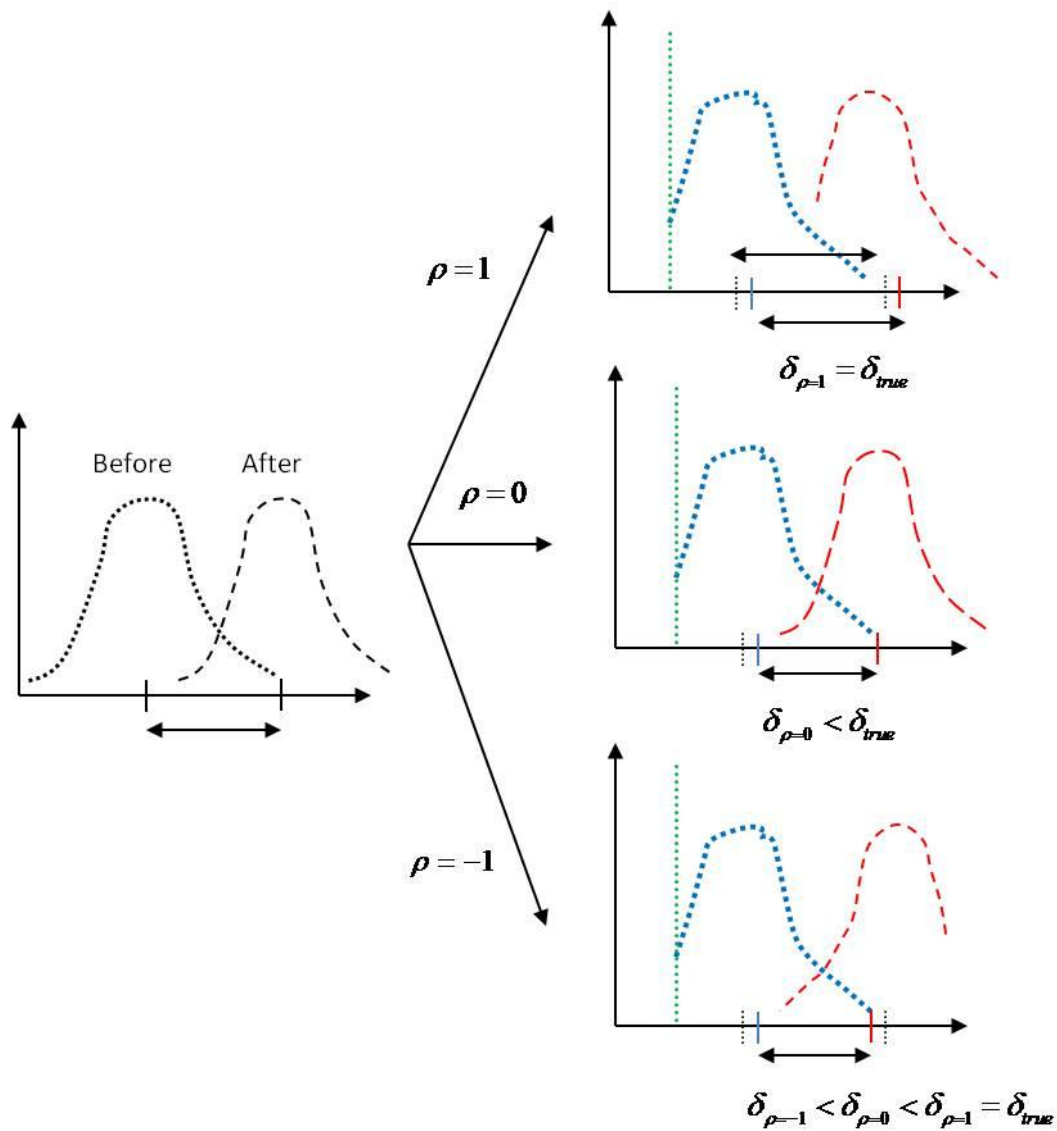 ρ = 1
δρ=1 = δtrue
Before After
ρ = 0
δρ=0 < δtrue
ρ = −1
δρ=−1 < δρ=0 < δρ=1 = δtrue